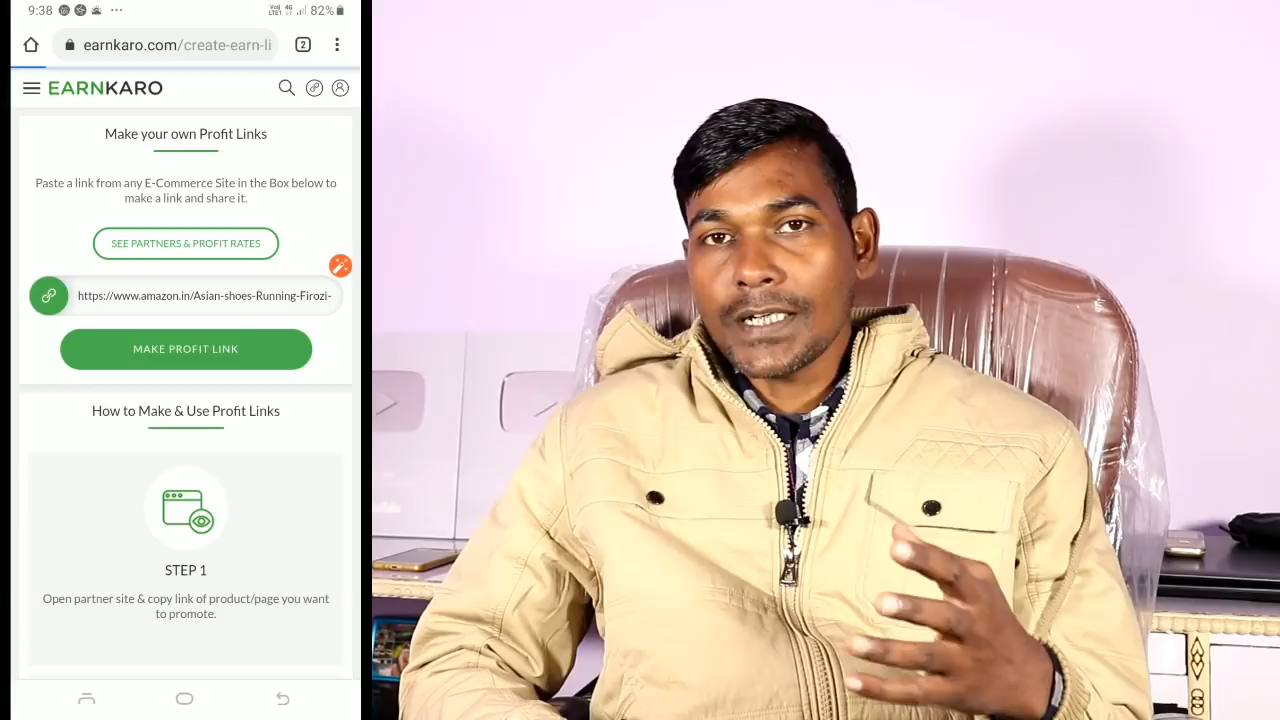 9:38
Vo)
LTE1
4G
82%
earnkaro.com/create-earn-li
2
EARNKARO
Make your own Profit Links
Paste a link from any E-Commerce Site in the Box below to
make a link and share it.
SEE PARTNERS & PROFIT RATES
https://www.amazon.in/Asian-shoes-Running-Firozi-
MAKE PROFIT LINK
How to Make & Use Profit Links
STEP 1
Open partner site & copy link of product/page you want
to promote.